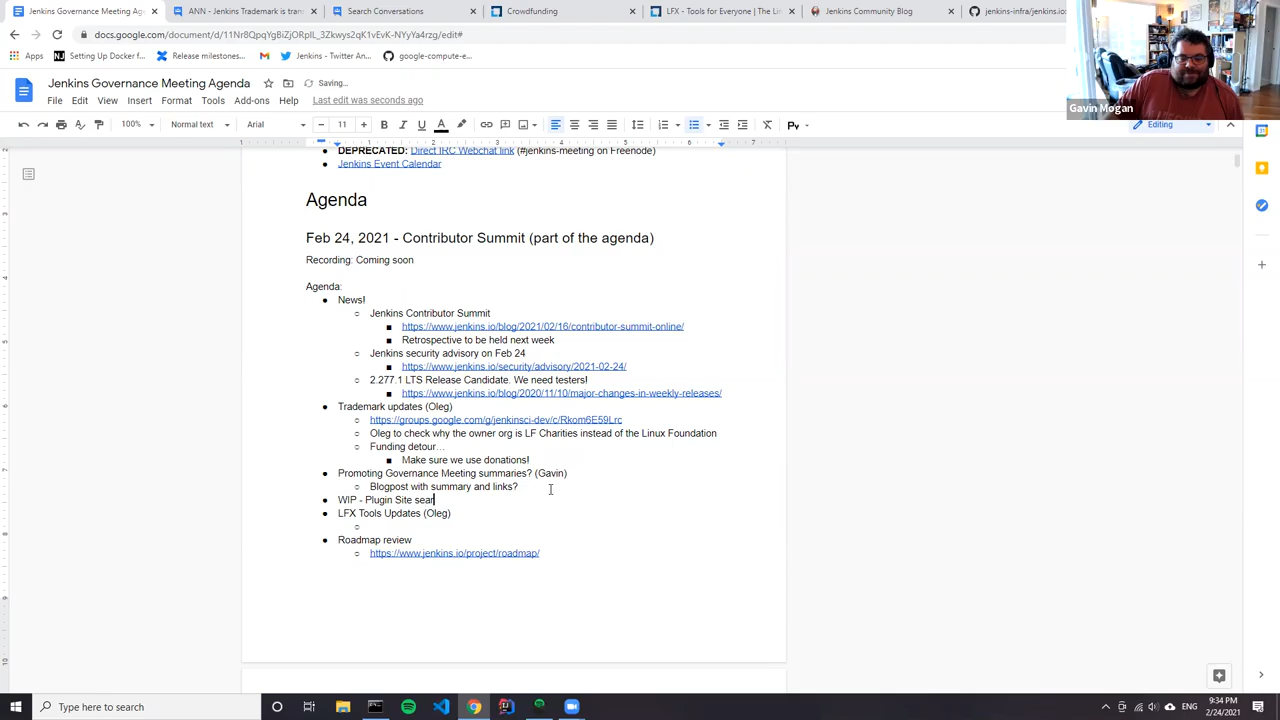 Jenkins Governance Meeting Age
ANN - Jenkins Trademark is tran
Search Conversations
Crowdfunding
LFX - Tools for Everyone | The Lin
Jenkins Community Blog
jenkins-infra/jenkins.io
docs.google.com/document/d/11Nr8QpqYgBiZjORpIL_3Zkwys2qK1vEvK-NYyYa4rzg/edit#
Apps
Setting Up Docker f...
Release milestones...
Jenkins - Twitter An...
google-compute-e...
Gavin Mogan
Jenkins Governance Meeting Agenda
Saving...
File Edit View Insert Format Tools Add-ons Help Last edit was seconds ago
100% Normal text Arial 11 Editing
DEPRECATED: Direct IRC Webchat link (#jenkins-meeting on Freenode)
Jenkins Event Calendar
Agenda
Feb 24, 2021 - Contributor Summit (part of the agenda)
Recording: Coming soon
Agenda:
News!
Jenkins Contributor Summit
https://www.jenkins.io/blog/2021/02/16/contributor-summit-online/
Retrospective to be held next week
Jenkins security advisory on Feb 24
https://www.jenkins.io/security/advisory/2021-02-24/
2.277.1 LTS Release Candidate. We need testers!
https://www.jenkins.io/blog/2020/11/10/major-changes-in-weekly-releases/
Trademark updates (Oleg)
https://groups.google.com/g/jenkinsci-dev/c/Rkom6E59Lrc
Oleg to check why the owner org is LF Charities instead of the Linux Foundation
Funding detour...
Make sure we use donations!
Promoting Governance Meeting summaries? (Gavin)
Blogpost with summary and links?
WIP - Plugin Site sear
LFX Tools Updates (Oleg)
Roadmap review
https://www.jenkins.io/project/roadmap/
Type here to search
ENG
9:34 PM
2/24/2021